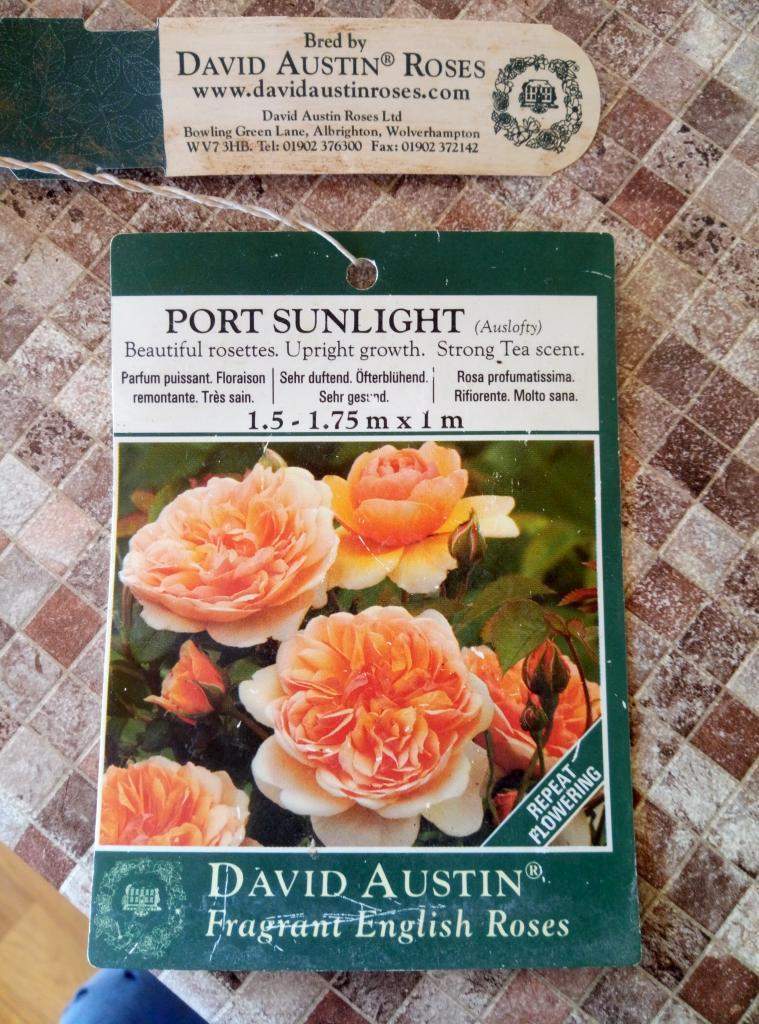 Bred by
DAVID AUSTIN® ROSES
www.davidaustinroses.com
David Austin Roses Ltd
Bowling Green Lane, Albrighton, Wolverhampton
WV7 3HB. Tel: 01902 376300 Fax: 01902 372142
PORT SUNLIGHT (Auslofty)
Beautiful rosettes. Upright growth. Strong Tea scent.
Parfum puissant. Floraison
remontante. Très sain.
Sehr duftend. Öfterblühend.
Sehr gesund.
Rosa profumatissima.
Rifiorente. Molto sana.
1.5 - 1.75 m x 1 m
REPEAT
FLOWERING
DAVID AUSTIN®
Fragrant English Roses